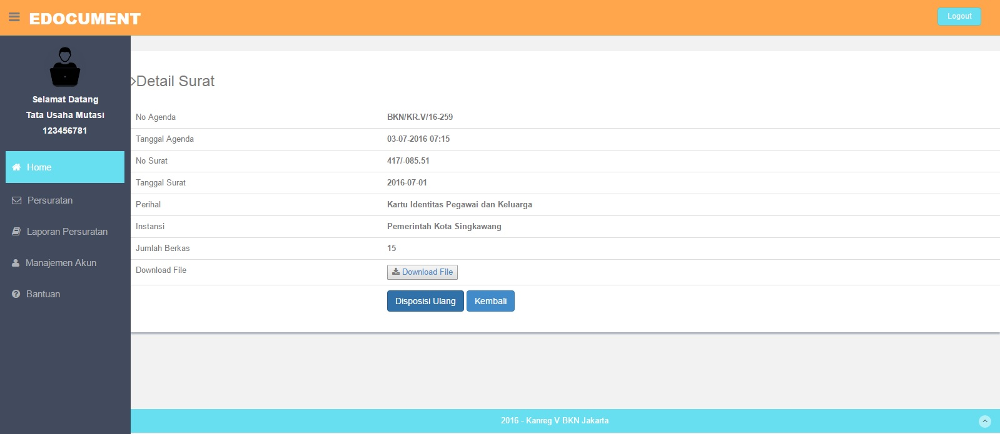 EDOCUMENT
Logout
Selamat Datang
Tata Usaha Mutasi
123456781
Home
Persuratan
Laporan Persuratan
Manajemen Akun
Bantuan
Detail Surat
No Agenda BKN/KR.V/16-259
Tanggal Agenda 03-07-2016 07:15
No Surat 417/-085.51
Tanggal Surat 2016-07-01
Perihal Kartu Identitas Pegawai dan Keluarga
Instansi Pemerintah Kota Singkawang
Jumlah Berkas 15
Download File Download File
Disposisi Ulang Kembali
2016 - Kanreg V BKN Jakarta